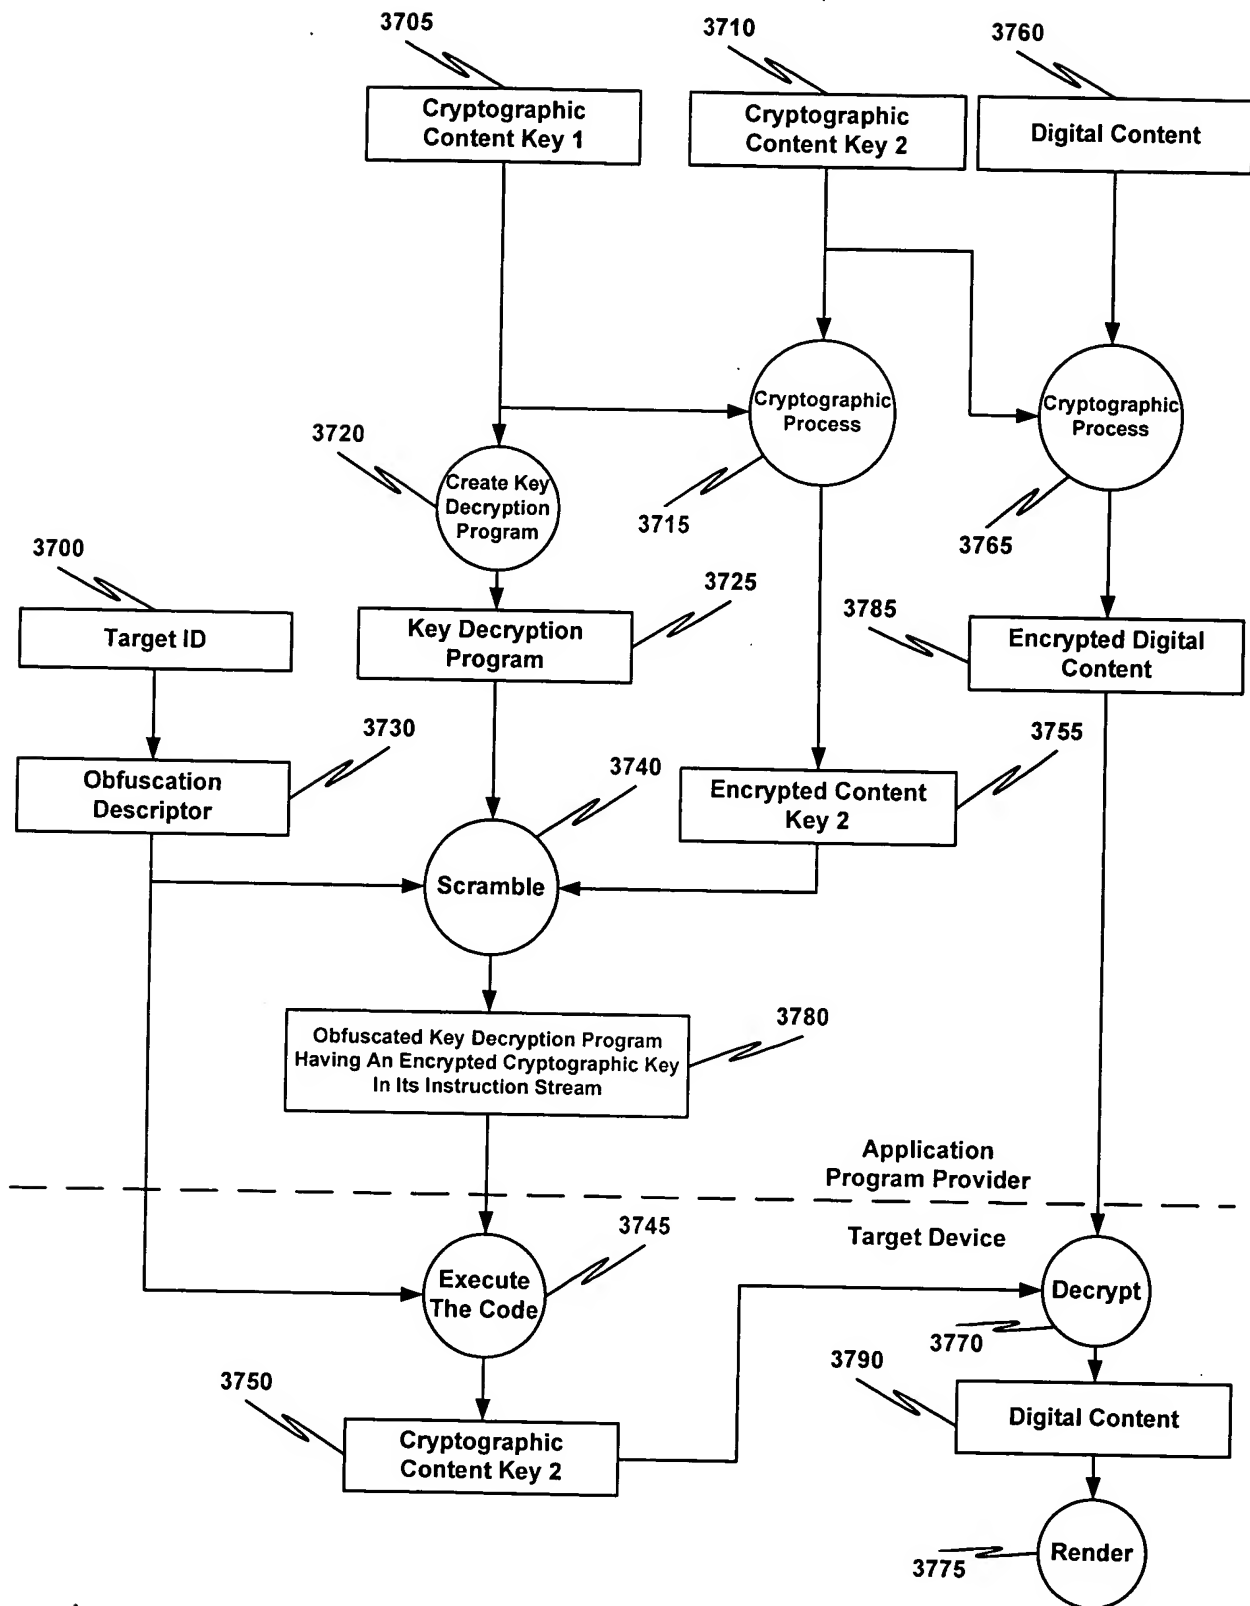 3705
3710
3760
Cryptographic
Content Key 1
Cryptographic
Content Key 2
Digital Content
Cryptographic
Process
Cryptographic
Process
3720
Create Key
Decryption
Program
3715
3765
3700
3725
3785
Target ID
Key Decryption
Program
Encrypted Digital
Content
3730
3740
3755
Obfuscation
Descriptor
Encrypted Content
Key 2
Scramble
3780
Obfuscated Key Decryption Program
Having An Encrypted Cryptographic Key
In Its Instruction Stream
Application
Program Provider
3745
Target Device
Execute
The Code
Decrypt
3770
3790
3750
Digital Content
Cryptographic
Content Key 2
Render
3775